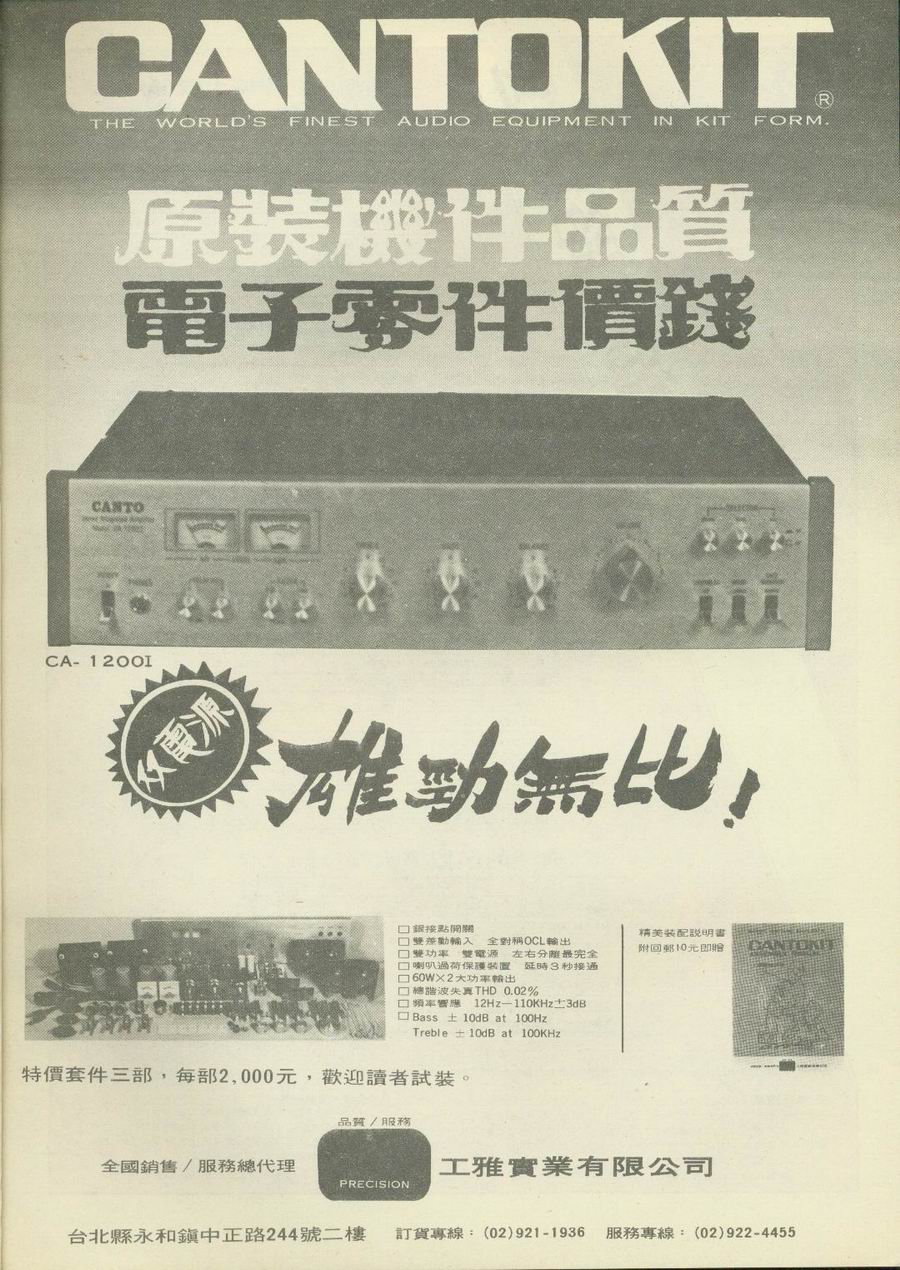 CANTOKIT®
THE WORLD'S FINEST AUDIO EQUIPMENT IN KIT FORM.
原裝機件品質
電子零件價錢
CANTO
CA-1200I
双電源
雄勁無比!
□銀接點開關
□雙差動輸入 全對稱OCL輸出
□雙功率 雙電源 左右分離最完全
□喇叭過荷保護裝置 延時3秒接通
□60W×2大功率輸出
□總諧波失真THD 0.02%
□頻率響應 12Hz—110KHz±3dB
□Bass ±10dB at 100Hz
Treble ±10dB at 100KHz
精美裝配説明書
附回郵10元即贈
CANTOKIT
特價套件三部,每部2,000元,歡迎讀者試裝。
品質/服務
全國銷售/服務總代理
PRECISION
工雅實業有限公司
台北縣永和鎮中正路244號二樓 訂貨專線:(02)921-1936 服務專線:(02)922-4455